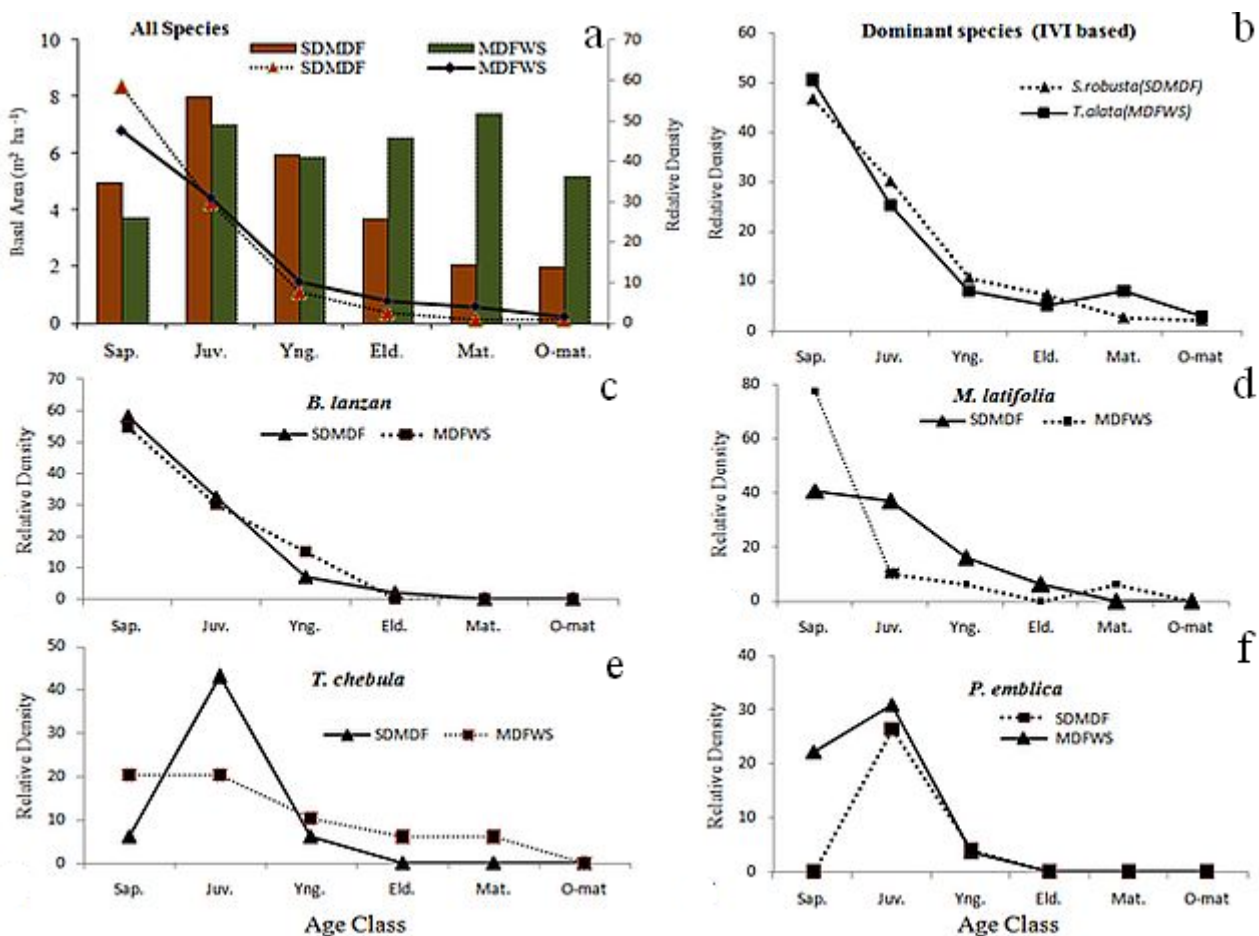 All Species
a
SDMDF
MDFWS
SDMDF
MDFWS
Basil Area (m² ha⁻¹)
10
8
6
4
2
0
70
60
50
40
30
20
10
0
Relative Density
Sap. Juv. Yng. Eld. Mat. O-mat.
b
Dominant species (IVI based)
S.robusta(SDMDF)
T.alata(MDFWS)
60
50
40
30
20
10
0
Sap. Juv. Yng. Eld. Mat. O-mat
c
B. lanzan
SDMDF MDFWS
Relative Density
70
60
50
40
30
20
10
0
Sap. Juv. Yng. Eld. Mat. O-mat
d
M. latifolia
SDMDF MDFWS
Relative Density
80
60
40
20
0
Sap. Juv. Yng. Eld. Mat. O-mat
e
T. chebula
SDMDF MDFWS
Relative Density
50
40
30
20
10
0
Sap. Juv. Yng. Eld. Mat. O-mat
Age Class
f
P. emblica
SDMDF
MDFWS
Relative Density
40
30
20
10
0
Sap. Juv. Yng. Eld. Mat. O-mat
Age Class